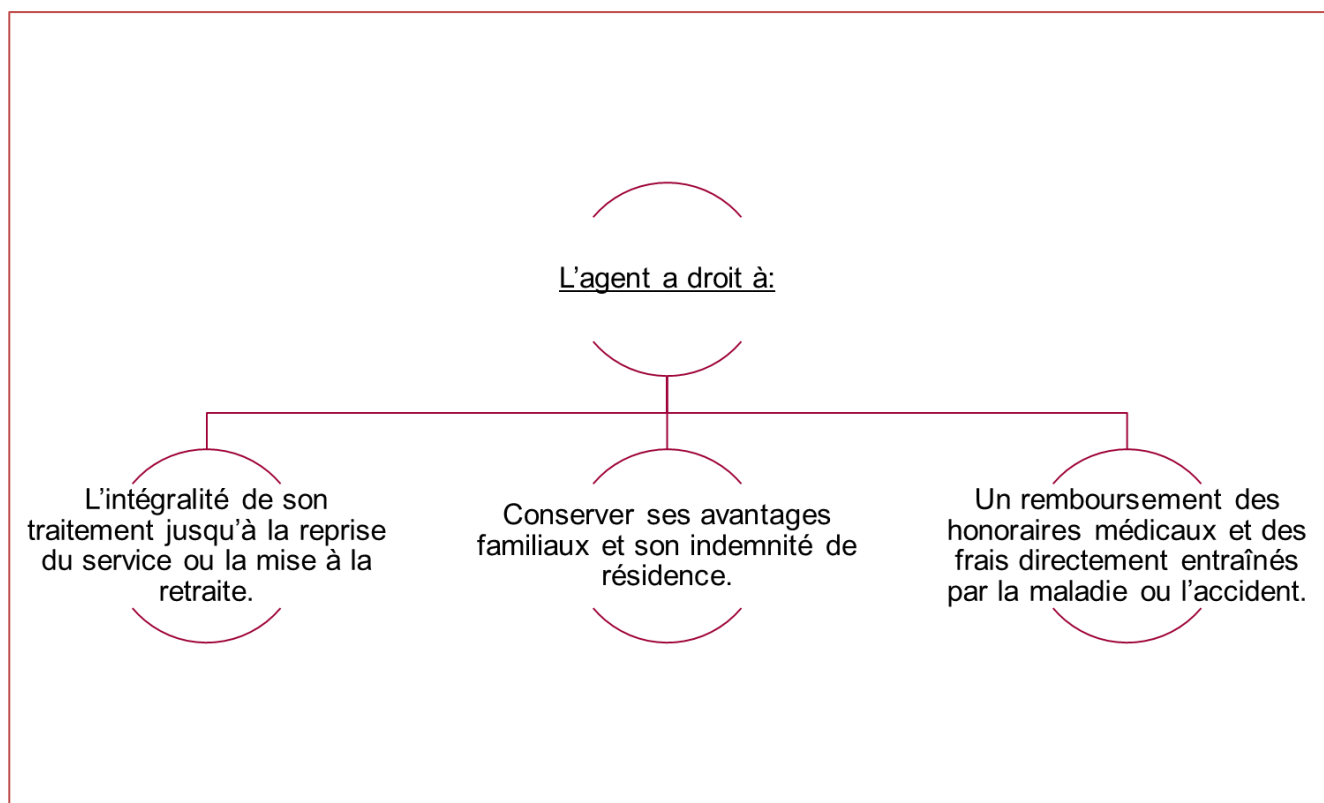 L’agent a droit à:
L’intégralité de son
traitement jusqu’à la reprise
du service ou la mise à la
retraite.
Conserver ses avantages
familiaux et son indemnité de
résidence.
Un remboursement des
honoraires médicaux et des
frais directement entraînés
par la maladie ou l’accident.